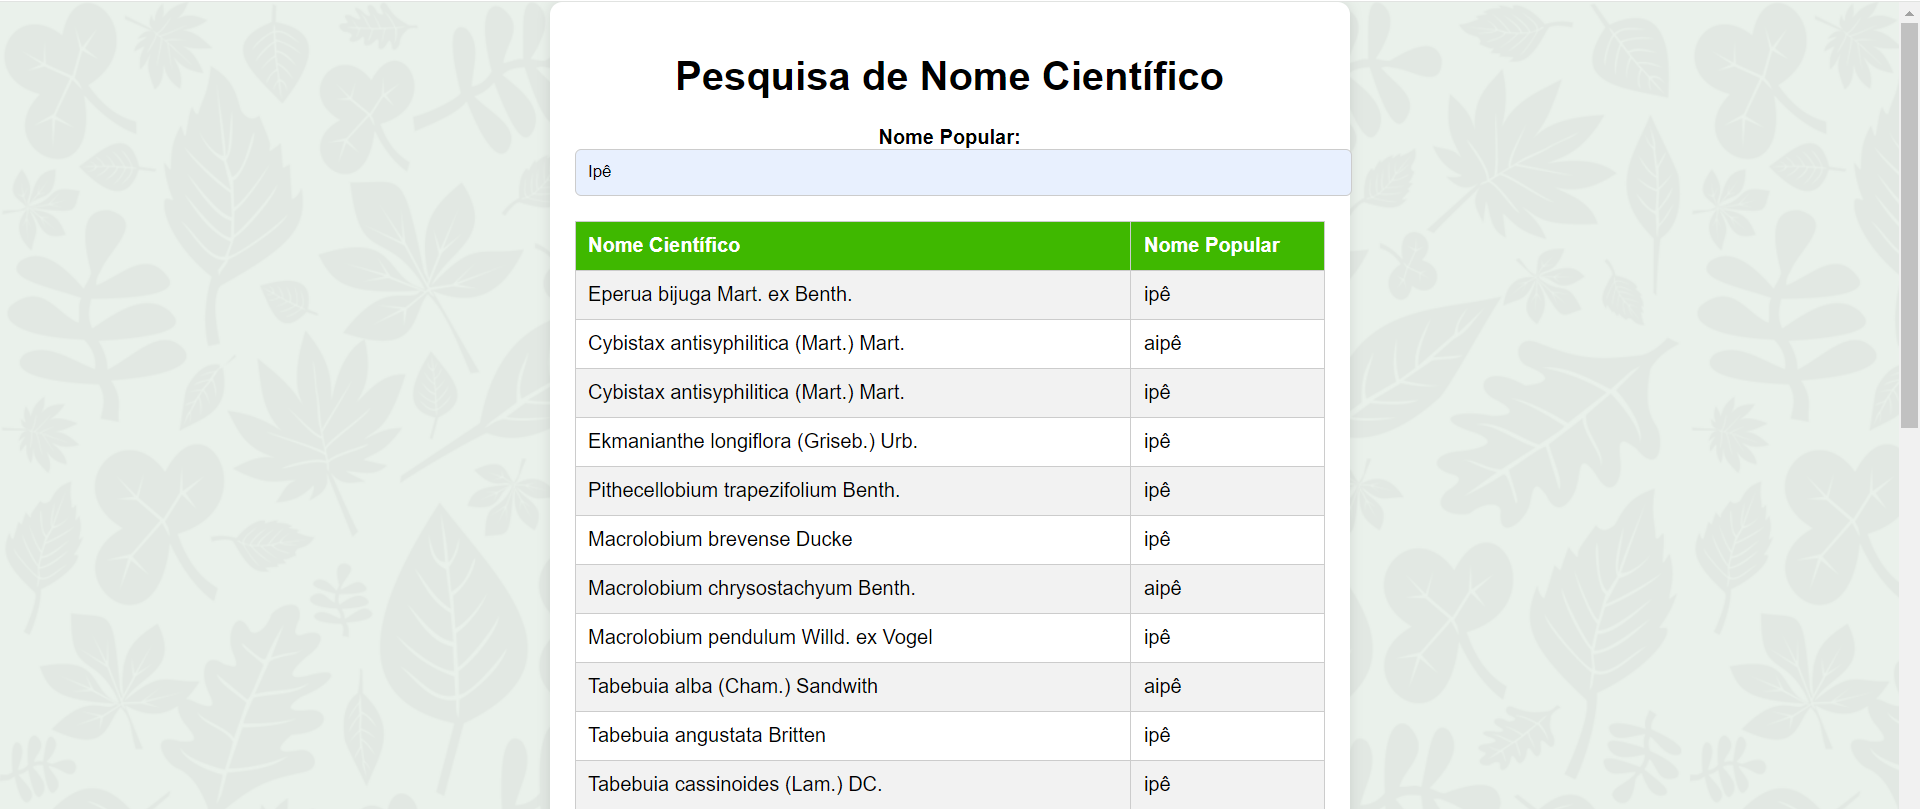 Pesquisa de Nome Científico
Nome Popular:
Ipê
Nome Científico Nome Popular
Eperua bijuga Mart. ex Benth. ipê
Cybistax antisyphilitica (Mart.) Mart. aipê
Cybistax antisyphilitica (Mart.) Mart. ipê
Ekmanianthe longiflora (Griseb.) Urb. ipê
Pithecellobium trapezifolium Benth. ipê
Macrolobium brevense Ducke ipê
Macrolobium chrysostachyum Benth. aipê
Macrolobium pendulum Willd. ex Vogel ipê
Tabebuia alba (Cham.) Sandwith aipê
Tabebuia angustata Britten ipê
Tabebuia cassinoides (Lam.) DC. ipê